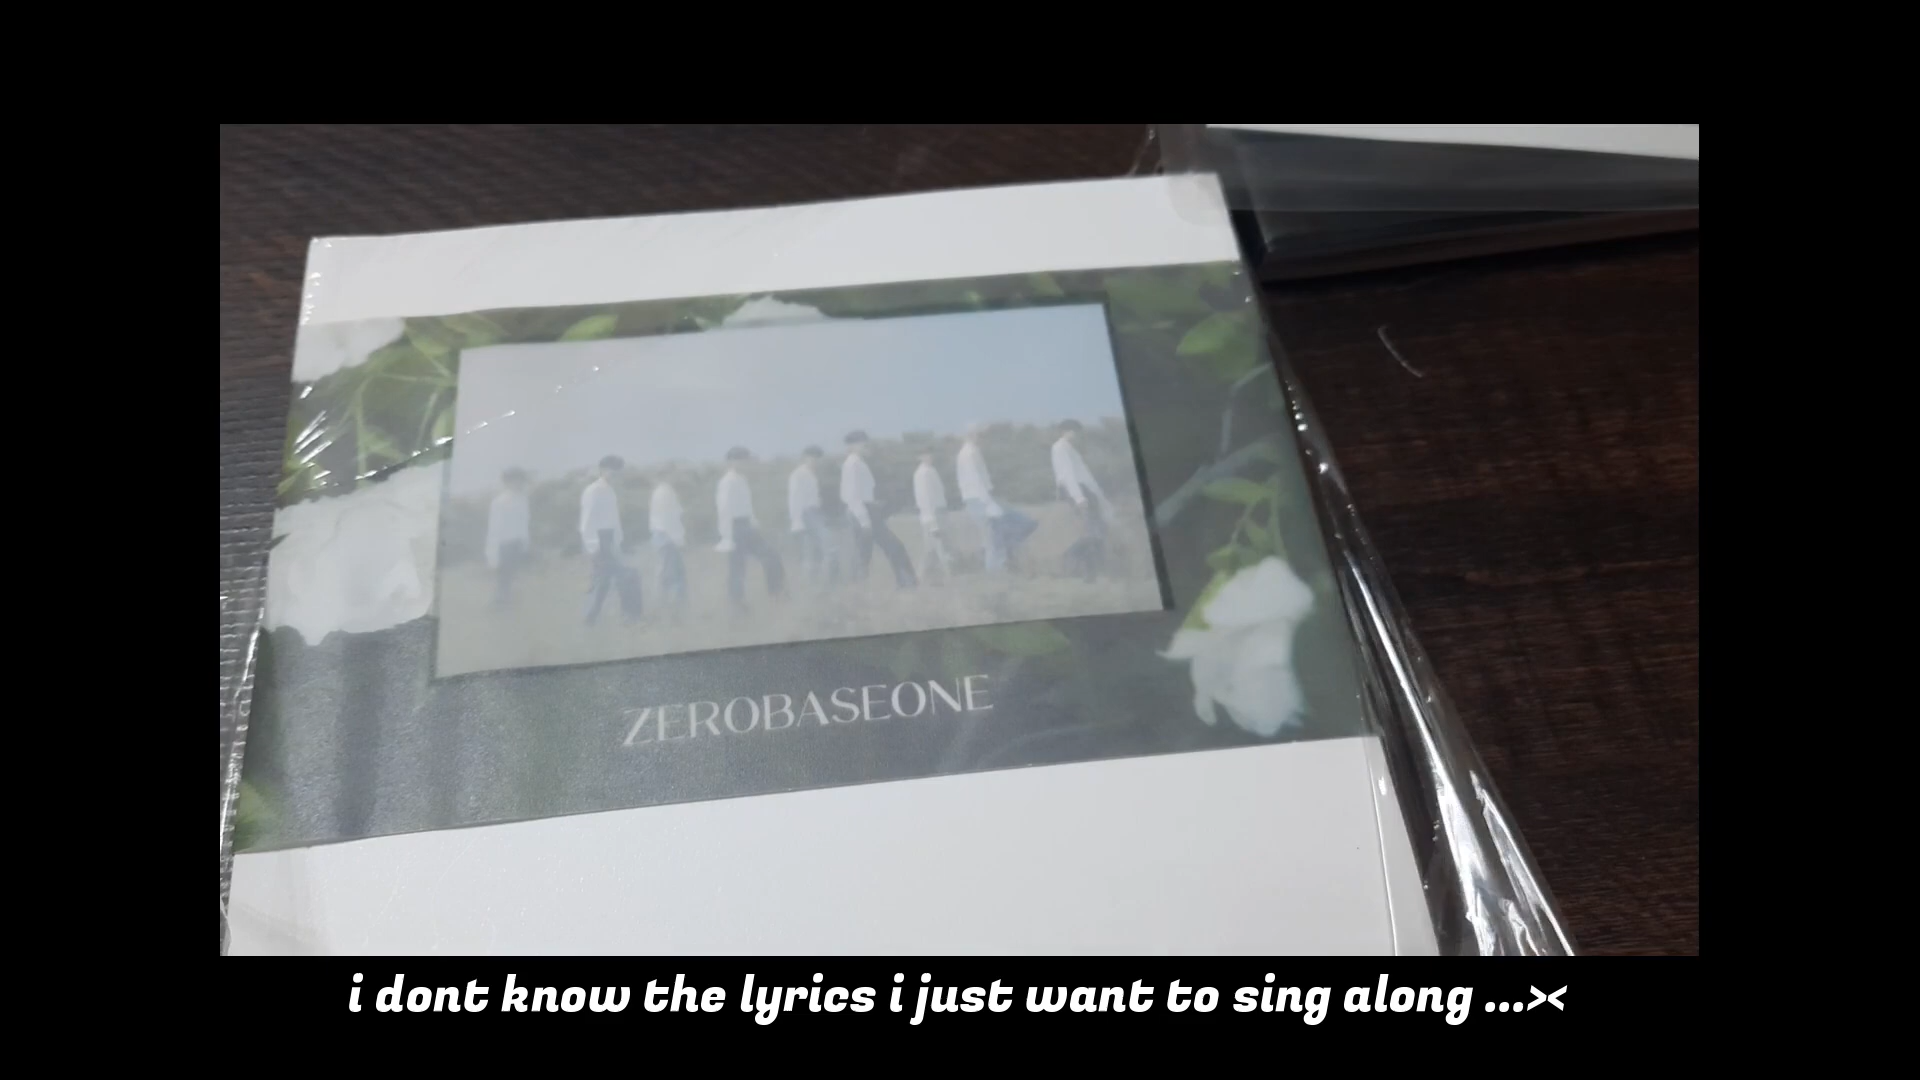 ZEROBASEONE
i dont know the lyrics i just want to sing along ...><